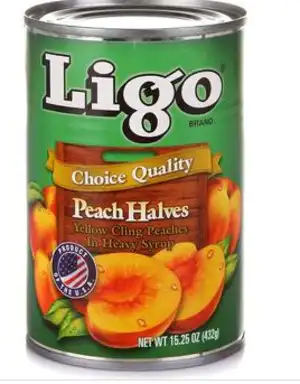 Ligo
BRAND
Choice Quality
Peach Halves
Yellow Cling Peaches
In Heavy Syrup
PRODUCT
OF THE U.S.A.
NET WT 15.25 OZ (432g)